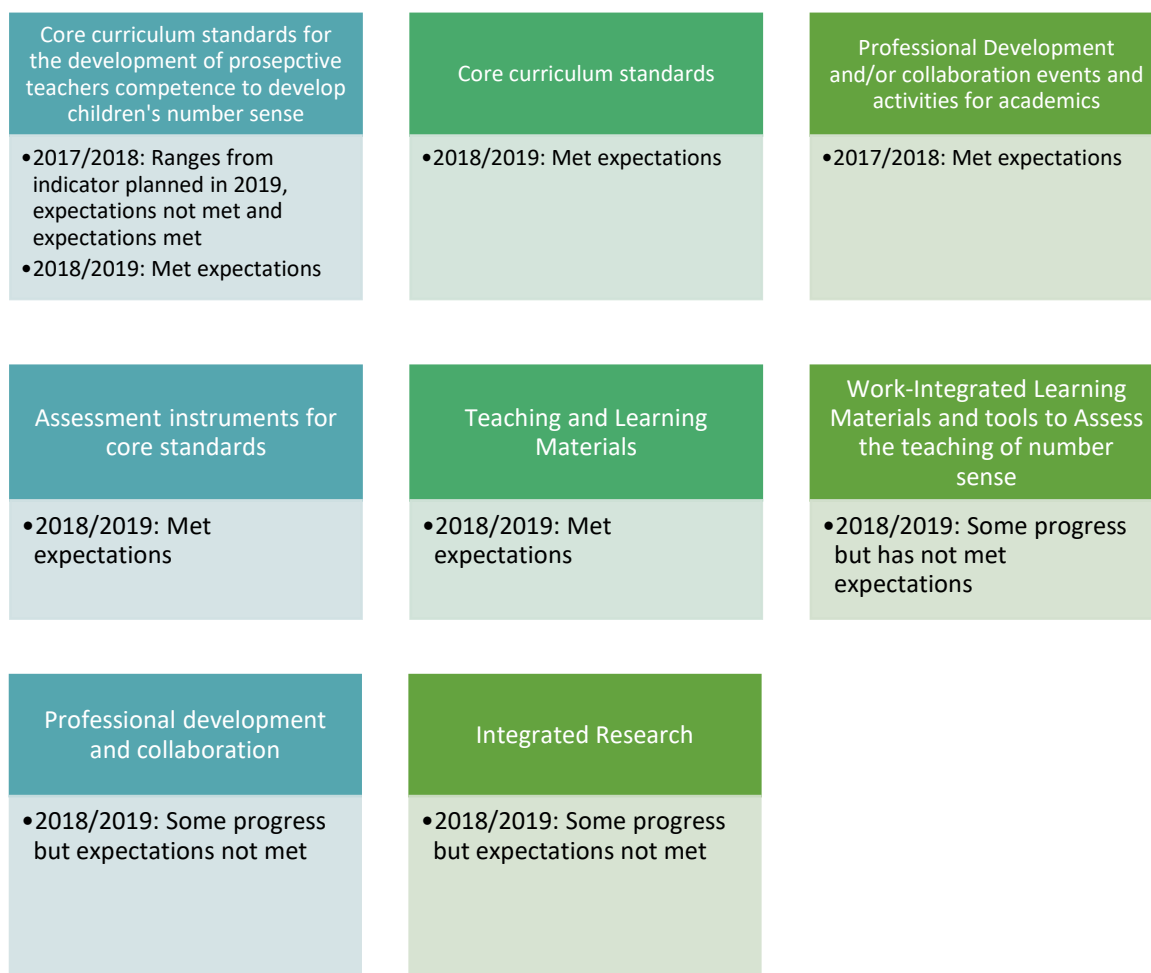 Core curriculum standards for
the development of prosepctive
teachers competence to develop
children's number sense
•2017/2018: Ranges from
indicator planned in 2019,
expectations not met and
expectations met
•2018/2019: Met expectations
Core curriculum standards
•2018/2019: Met expectations
Professional Development
and/or collaboration events and
activities for academics
•2017/2018: Met expectations
Assessment instruments for
core standards
•2018/2019: Met
expectations
Teaching and Learning
Materials
•2018/2019: Met
expectations
Work-Integrated Learning
Materials and tools to Assess
the teaching of number
sense
•2018/2019: Some progress
but has not met
expectations
Professional development
and collaboration
•2018/2019: Some progress
but expectations not met
Integrated Research
•2018/2019: Some progress
but expectations not met